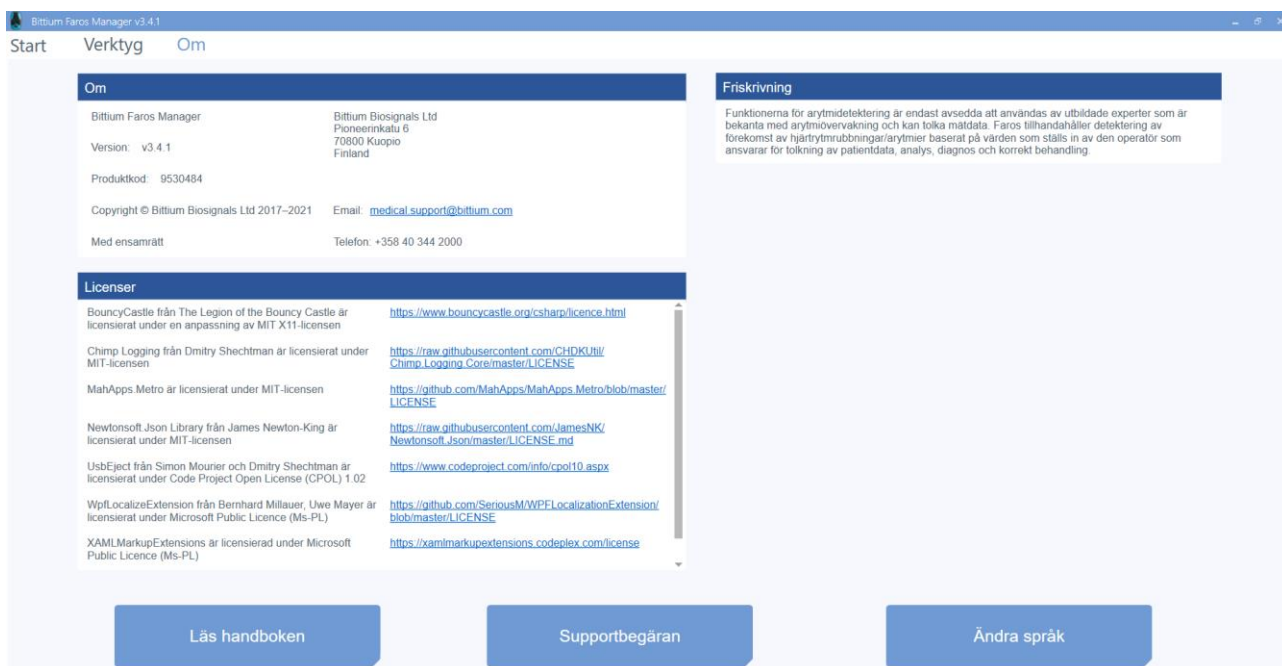 Bittium Faros Manager v3.4.1
Start Verktyg Om
Om
Bittium Faros Manager
Version: v3.4.1
Produktkod: 9530484
Copyright © Bittium Biosignals Ltd 2017–2021
Med ensamrätt
Bittium Biosignals Ltd
Pioneerinkatu 6
70800 Kuopio
Finland
Email: medical.support@bittium.com
Telefon: +358 40 344 2000
Licenser
BouncyCastle från The Legion of the Bouncy Castle är
licensierat under en anpassning av MIT X11-licensen
https://www.bouncycastle.org/csharp/licence.html
Chimp Logging från Dmitry Shechtman är licensierat under
MIT-licensen
https://raw.githubusercontent.com/CHDKUtil/
Chimp.Logging.Core/master/LICENSE
MahApps.Metro är licensierat under MIT-licensen
https://github.com/MahApps/MahApps.Metro/blob/master/
LICENSE
Newtonsoft.Json Library från James Newton-King är
licensierat under MIT-licensen
https://raw.githubusercontent.com/JamesNK/
Newtonsoft.Json/master/LICENSE.md
UsbEject från Simon Mourier och Dmitry Shechtman är
licensierat under Code Project Open License (CPOL) 1.02
https://www.codeproject.com/info/cpol10.aspx
WpfLocalizeExtension från Bernhard Millauer, Uwe Mayer är
licensierat under Microsoft Public Licence (Ms-PL)
https://github.com/SeriousM/WPFLocalizationExtension/
blob/master/LICENSE
XAMLMarkupExtensions är licensierad under Microsoft
Public Licence (Ms-PL)
https://xamlmarkupextensions.codeplex.com/license
Friskrivning
Funktionerna för arytmidetektering är endast avsedda att användas av utbildade experter som är
bekanta med arytmiövervakning och kan tolka mätdata. Faros tillhandahåller detektering av
förekomst av hjärtrytmrubbningar/arytmier baserat på värden som ställs in av den operatör som
ansvarar för tolkning av patientdata, analys, diagnos och korrekt behandling.
Läs handboken
Supportbegäran
Ändra språk